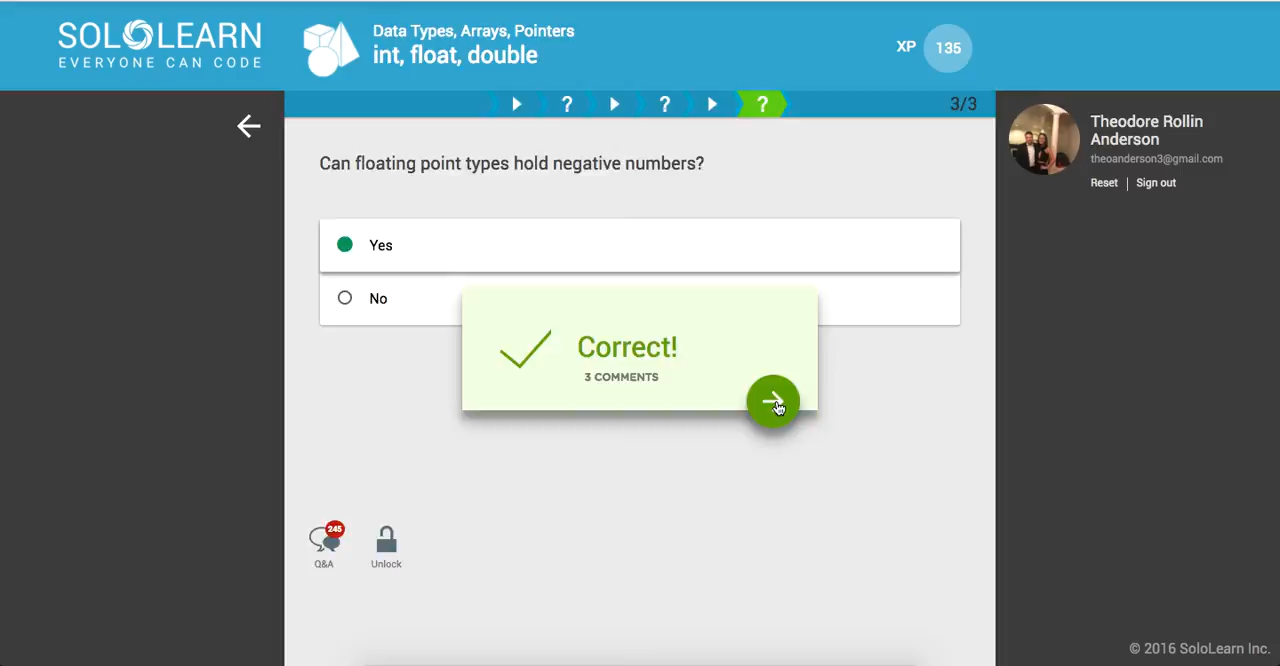 SOLOLEARN
EVERYONE CAN CODE
Data Types, Arrays, Pointers
int, float, double
XP 135
? ? ?
3/3
Theodore Rollin
Anderson
theoanderson3@gmail.com
Reset | Sign out
Can floating point types hold negative numbers?
Yes
No
Correct!
3 COMMENTS
245
Q&A
Unlock
© 2016 SoloLearn Inc.